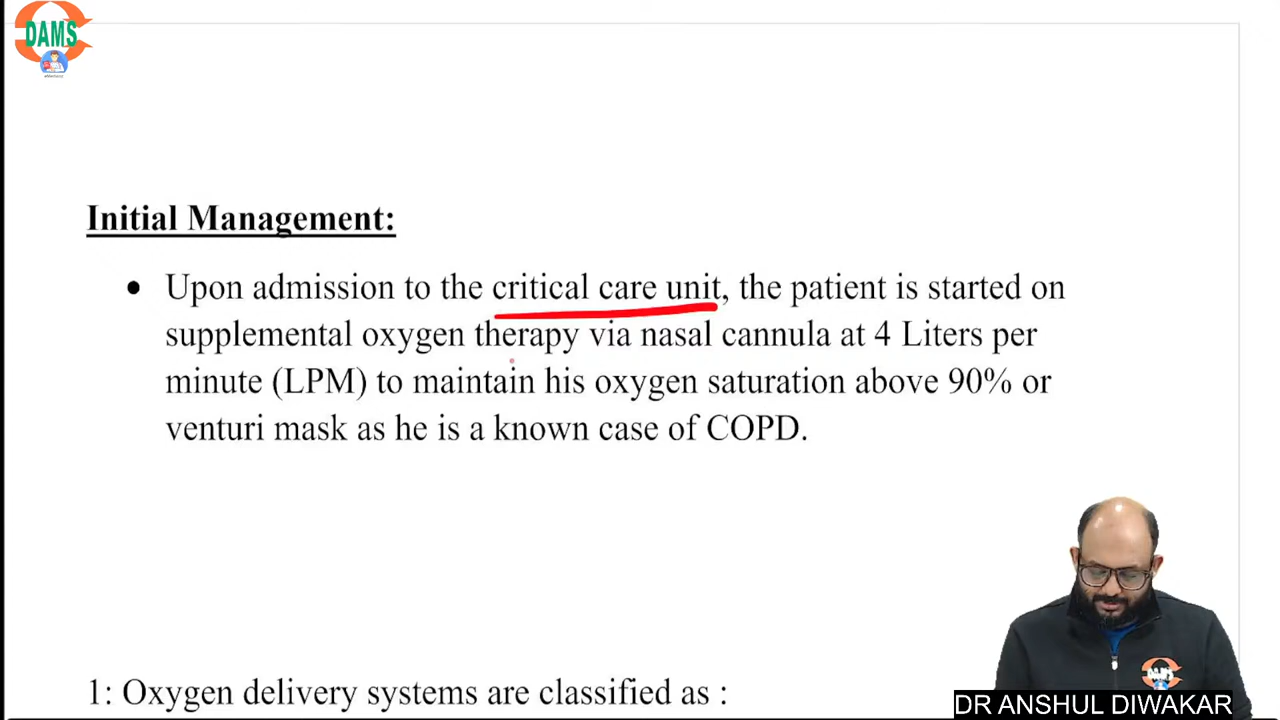 DAMS
Initial Management:
• Upon admission to the critical care unit, the patient is started on
supplemental oxygen therapy via nasal cannula at 4 Liters per
minute (LPM) to maintain his oxygen saturation above 90% or
venturi mask as he is a known case of COPD.
1: Oxygen delivery systems are classified as :
DAMS
DR ANSHUL DIWAKAR